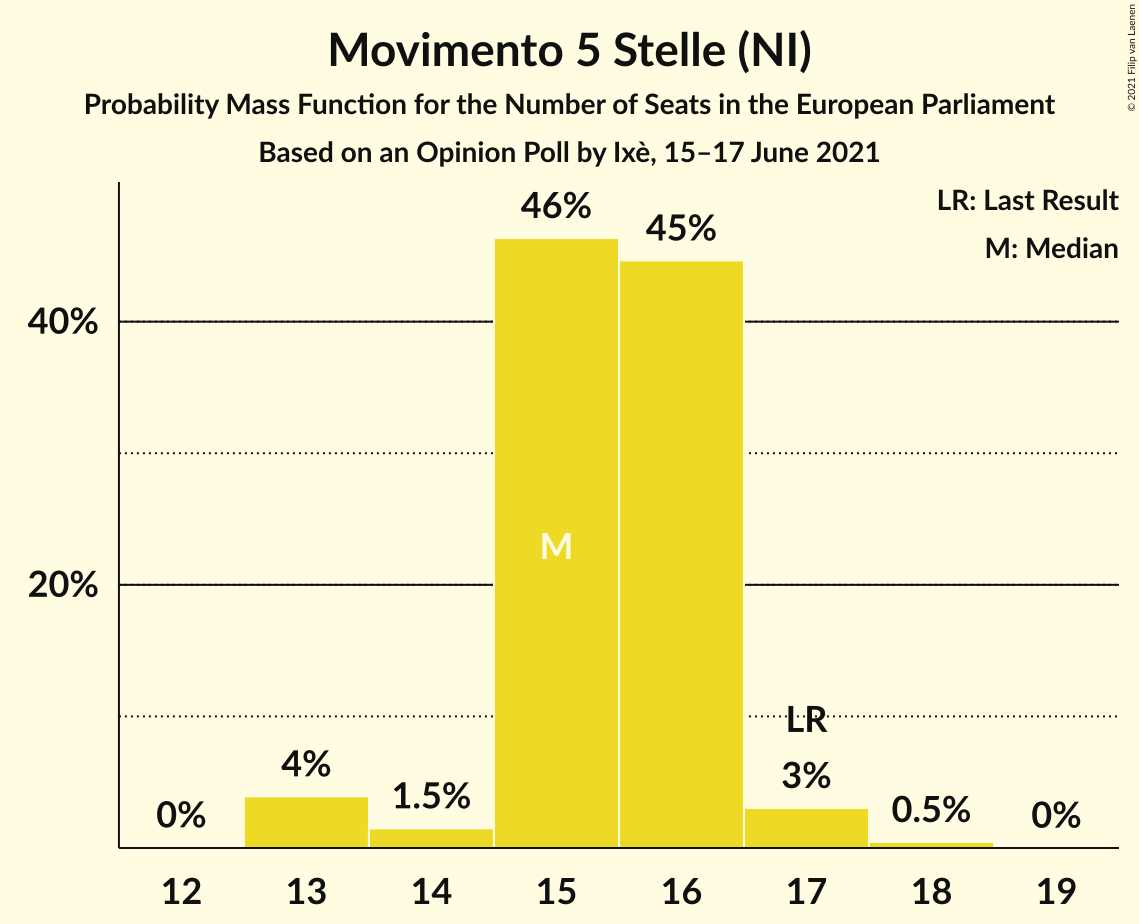 Movimento 5 Stelle (NI)
Probability Mass Function for the Number of Seats in the European Parliament
Based on an Opinion Poll by Ixè, 15–17 June 2021
© 2021 Filip van Laenen
LR: Last Result
M: Median
46%
45%
40%
M
20%
LR
4%
3%
1.5%
0%
0.5%
0%
12 13 14 15 16 17 18 19